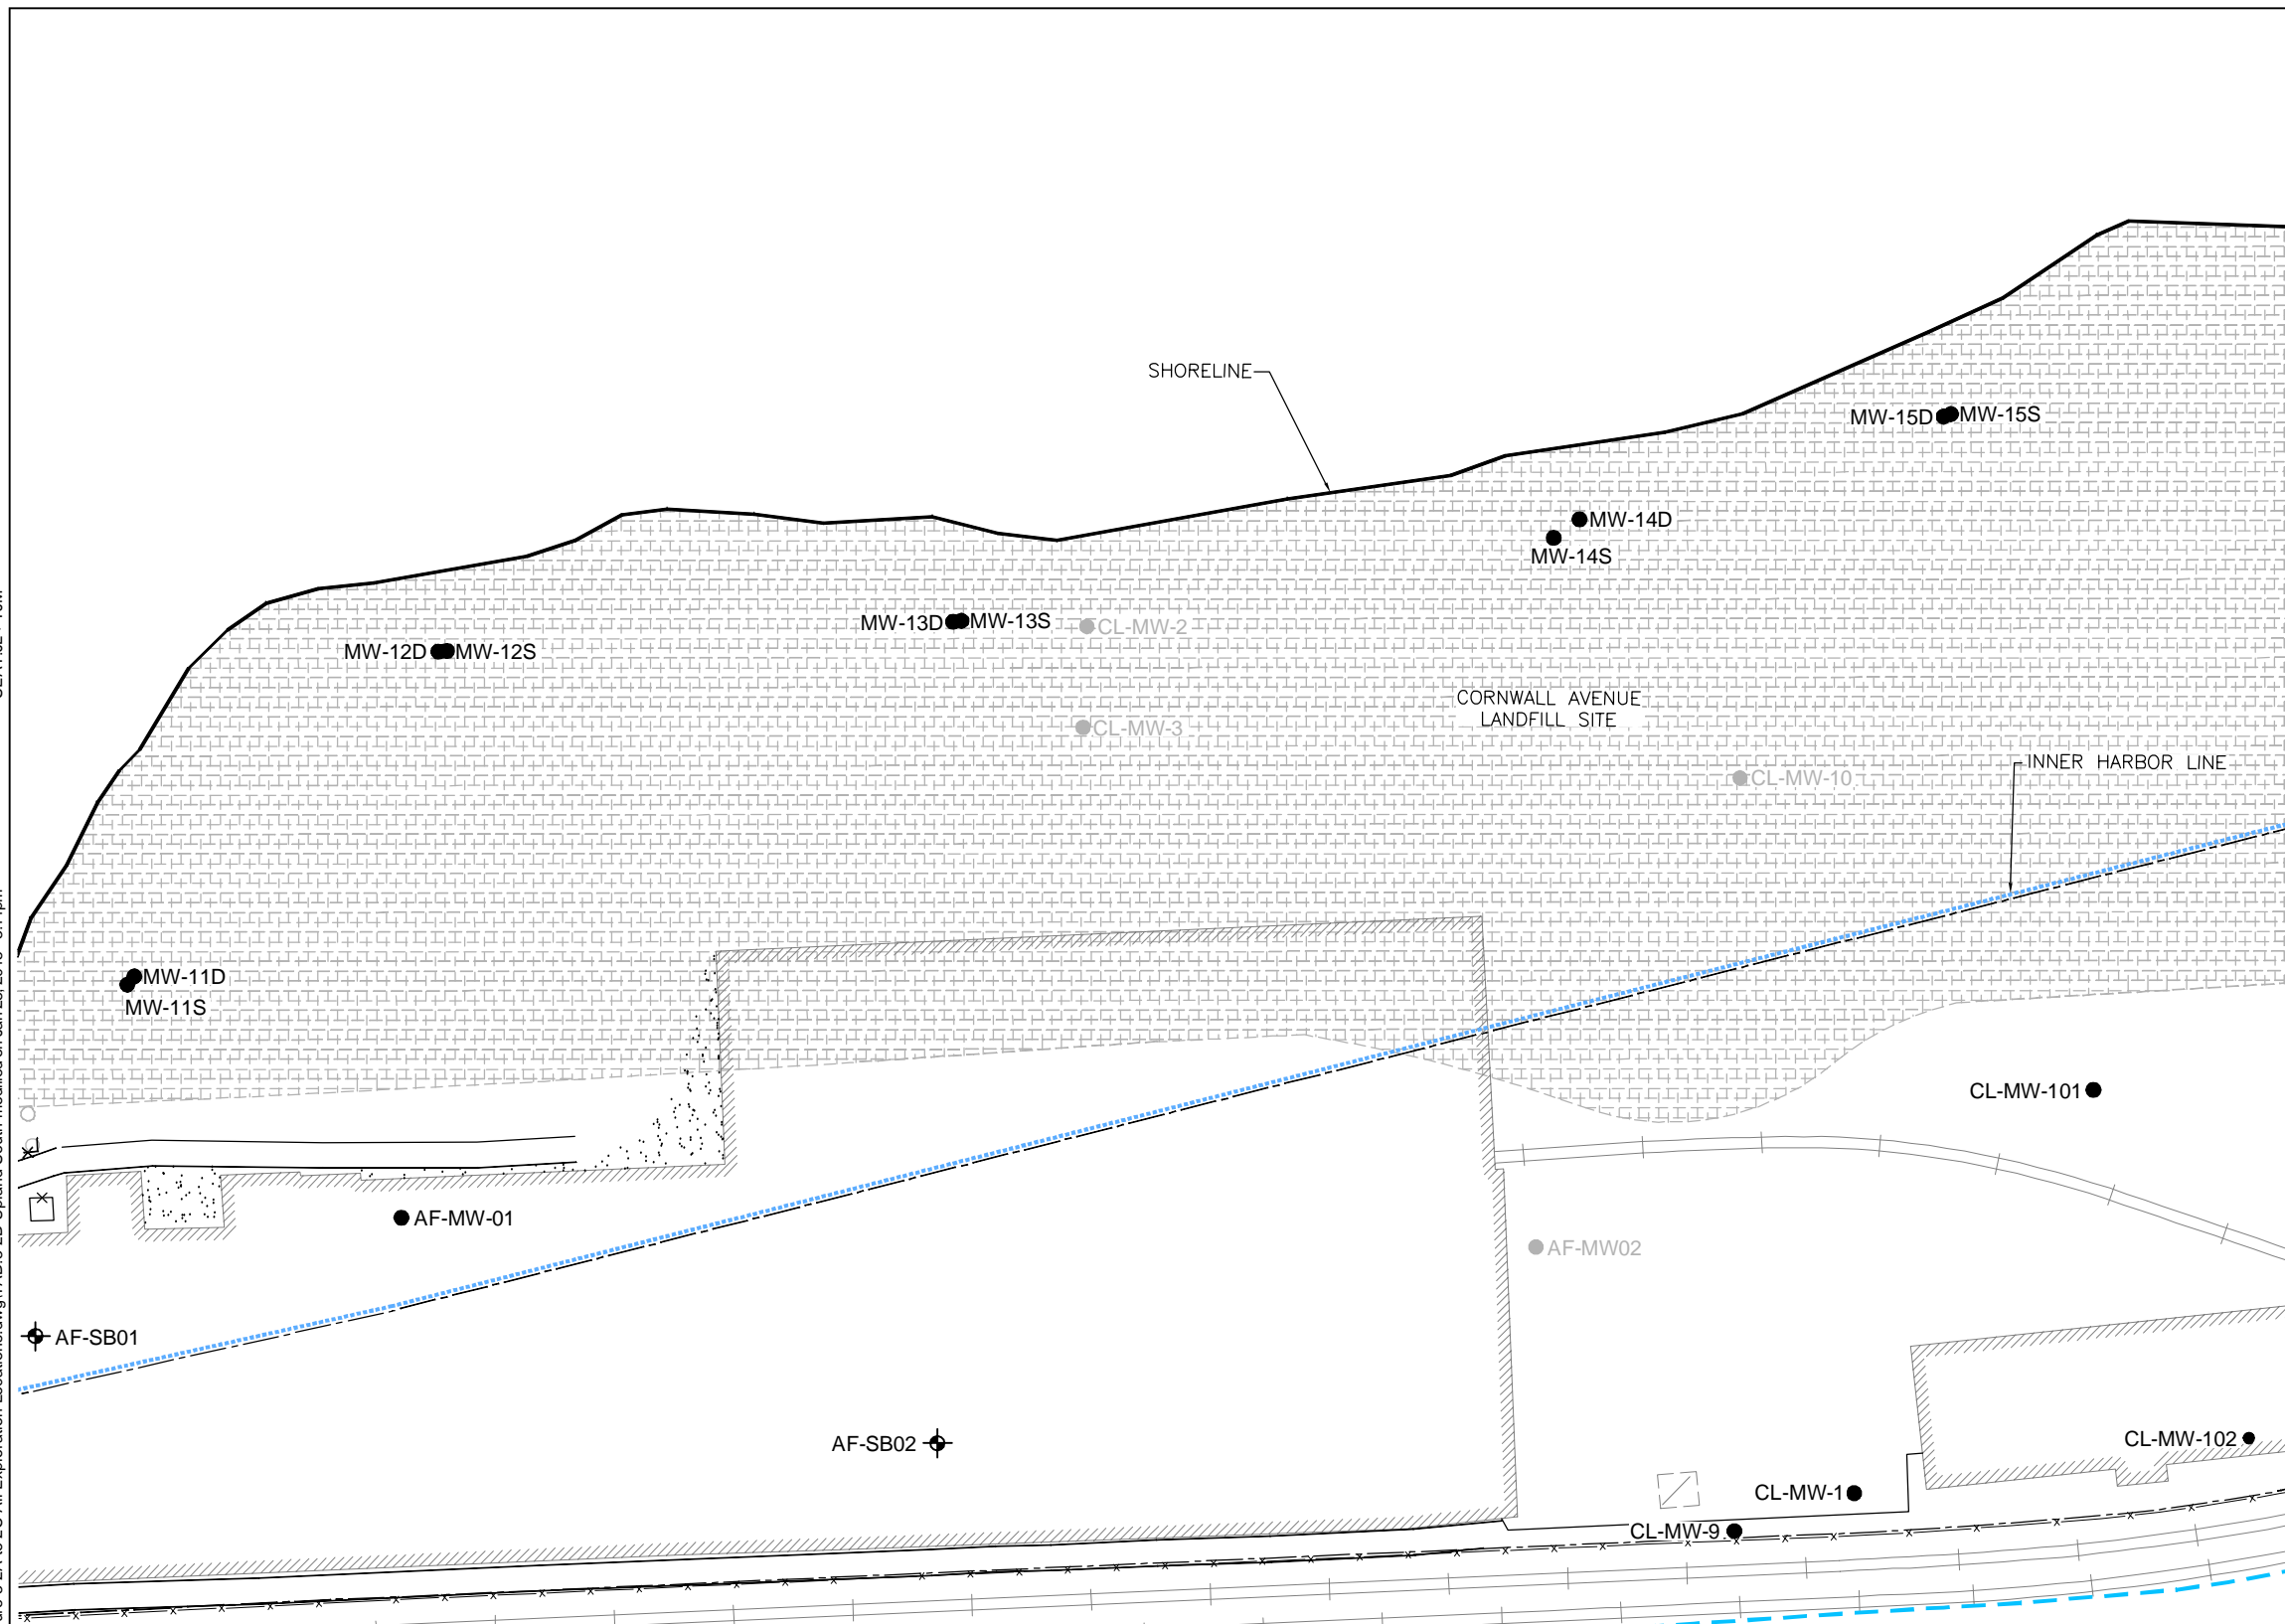 SHORELINE
MW-15D
MW-15S
MW-14D
MW-14S
MW-13D
MW-13S
CL-MW-2
MW-12D
MW-12S
CORNWALL AVENUE
LANDFILL SITE
CL-MW-3
INNER HARBOR LINE
CL-MW-10
MW-11D
MW-11S
CL-MW-101
AF-MW-01
AF-MW02
AF-SB01
AF-SB02
CL-MW-102
CL-MW-1
CL-MW-9